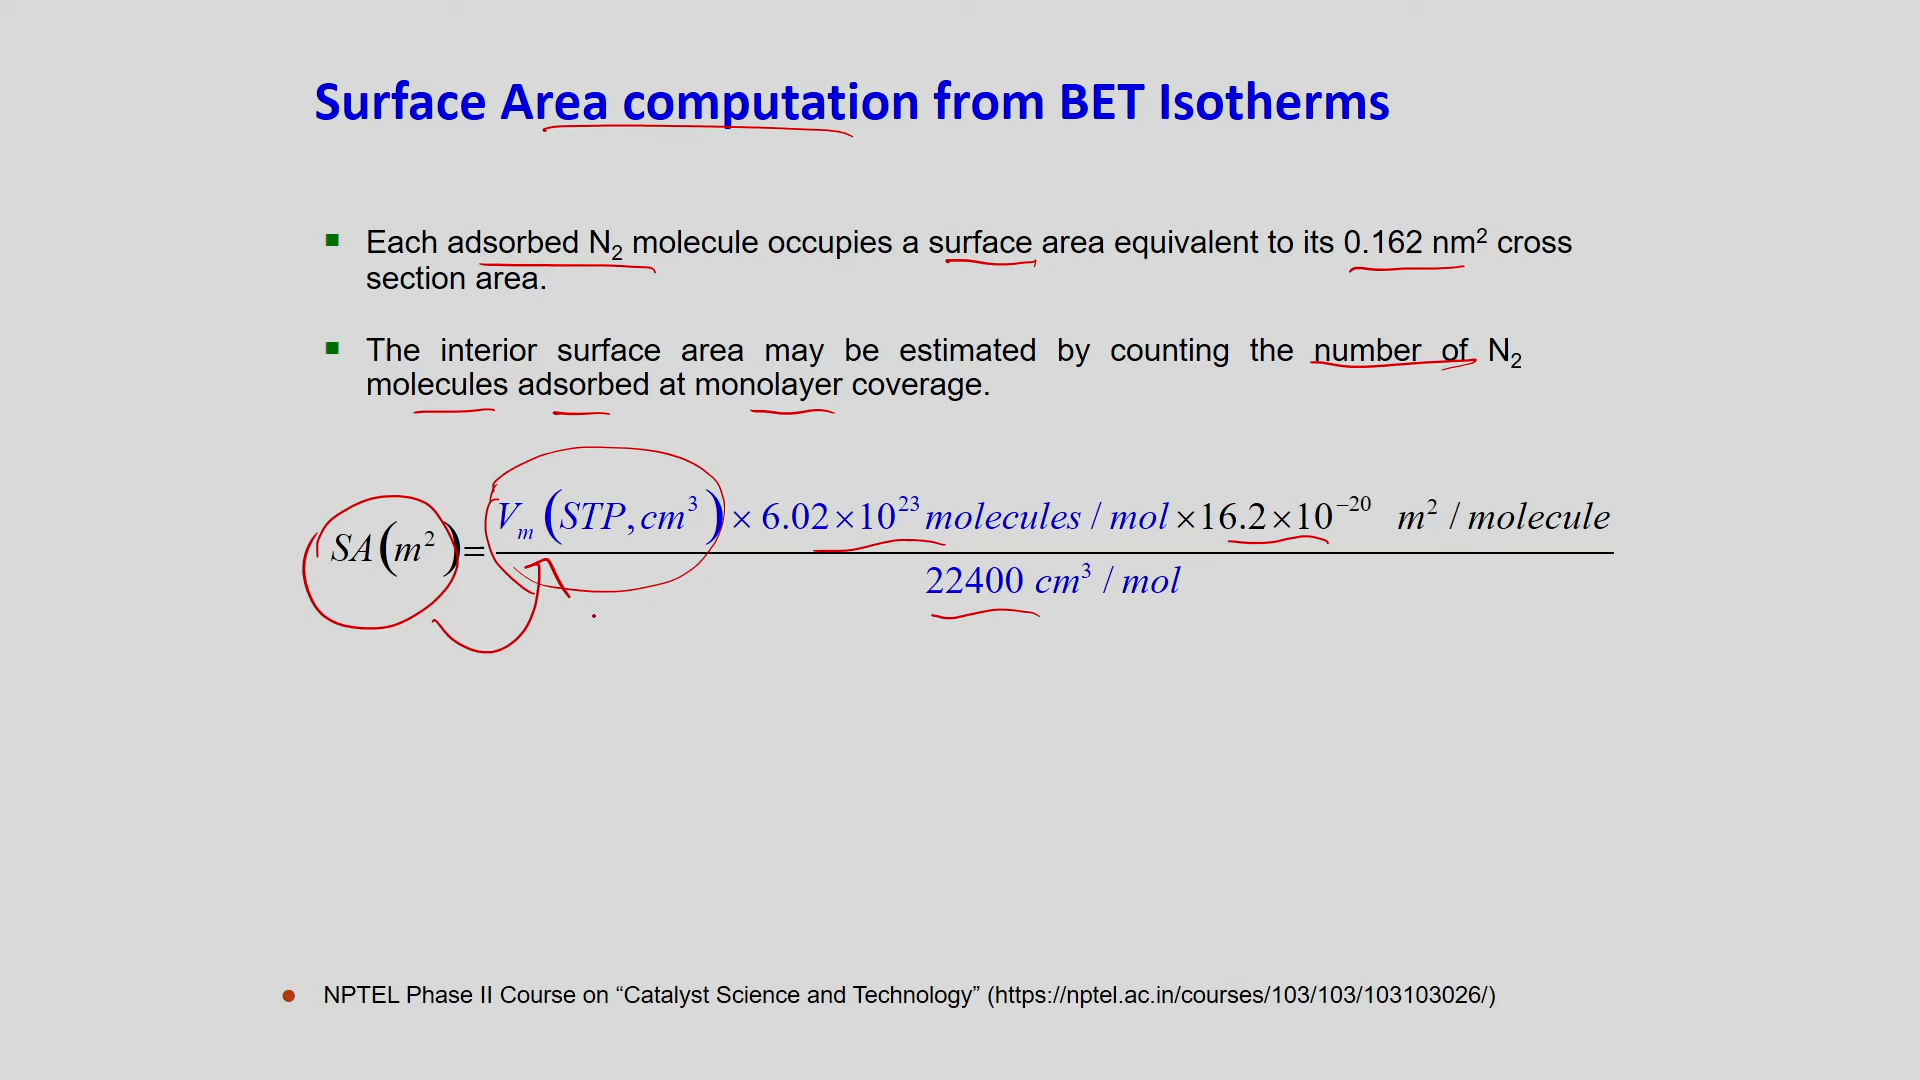 Surface Area computation from BET Isotherms
Each adsorbed N₂ molecule occupies a surface area equivalent to its 0.162 nm² cross
section area.
The interior surface area may be estimated by counting the number of N₂
molecules adsorbed at monolayer coverage.
SA(m²) = V_m (STP, cm³) × 6.02×10²³ molecules / mol × 16.2×10⁻²⁰ m² / molecule
22400 cm³ / mol
NPTEL Phase II Course on “Catalyst Science and Technology” (https://nptel.ac.in/courses/103/103/103103026/)